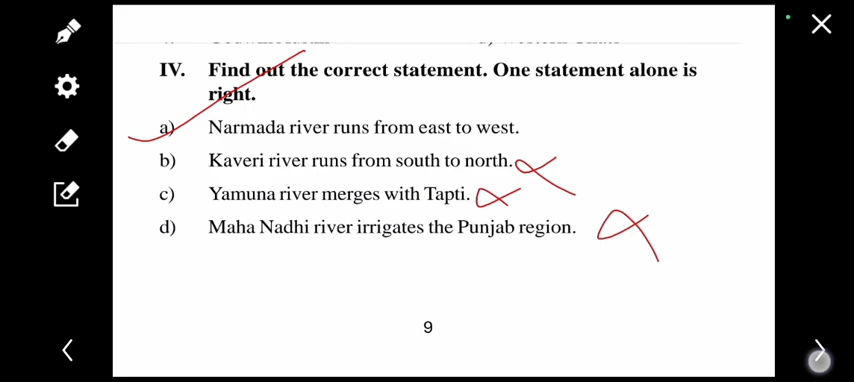 IV. Find out the correct statement. One statement alone is
right.
a) Narmada river runs from east to west.
b) Kaveri river runs from south to north.
c) Yamuna river merges with Tapti.
d) Maha Nadhi river irrigates the Punjab region.
9